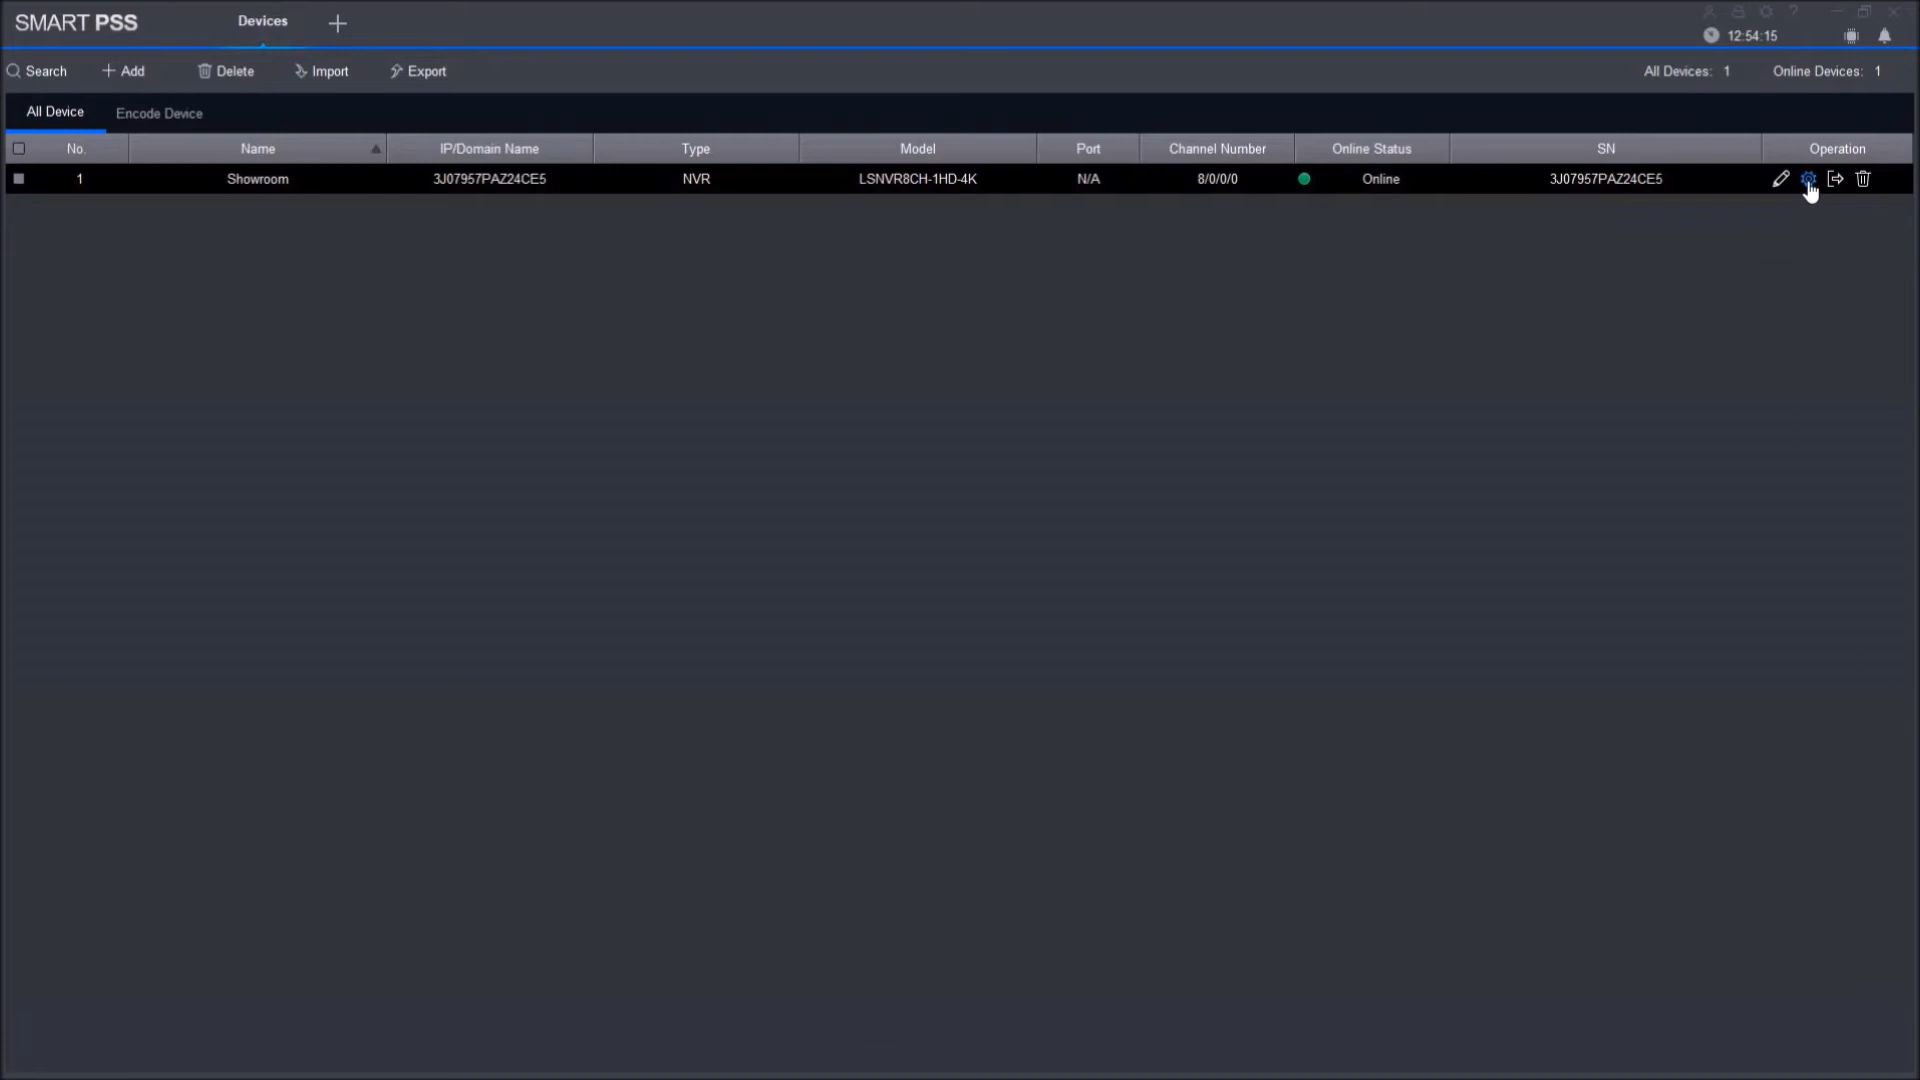 SMART PSS Devices
12:54:15
Search Add Delete Import Export All Devices: 1 Online Devices: 1
All Device Encode Device
No. Name IP/Domain Name Type Model Port Channel Number Online Status SN Operation
1 Showroom 3J07957PAZ24CE5 NVR LSNVR8CH-1HD-4K N/A 8/0/0/0 Online 3J07957PAZ24CE5